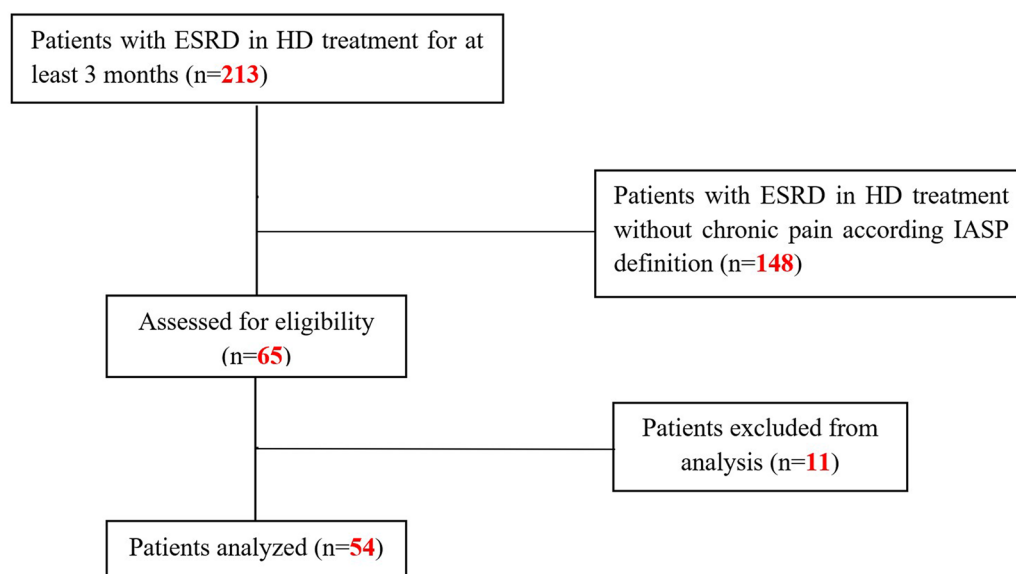 Patients with ESRD in HD treatment for at
least 3 months (n=213)
Patients with ESRD in HD treatment
without chronic pain according IASP
definition (n=148)
Assessed for eligibility
(n=65)
Patients excluded from
analysis (n=11)
Patients analyzed (n=54)